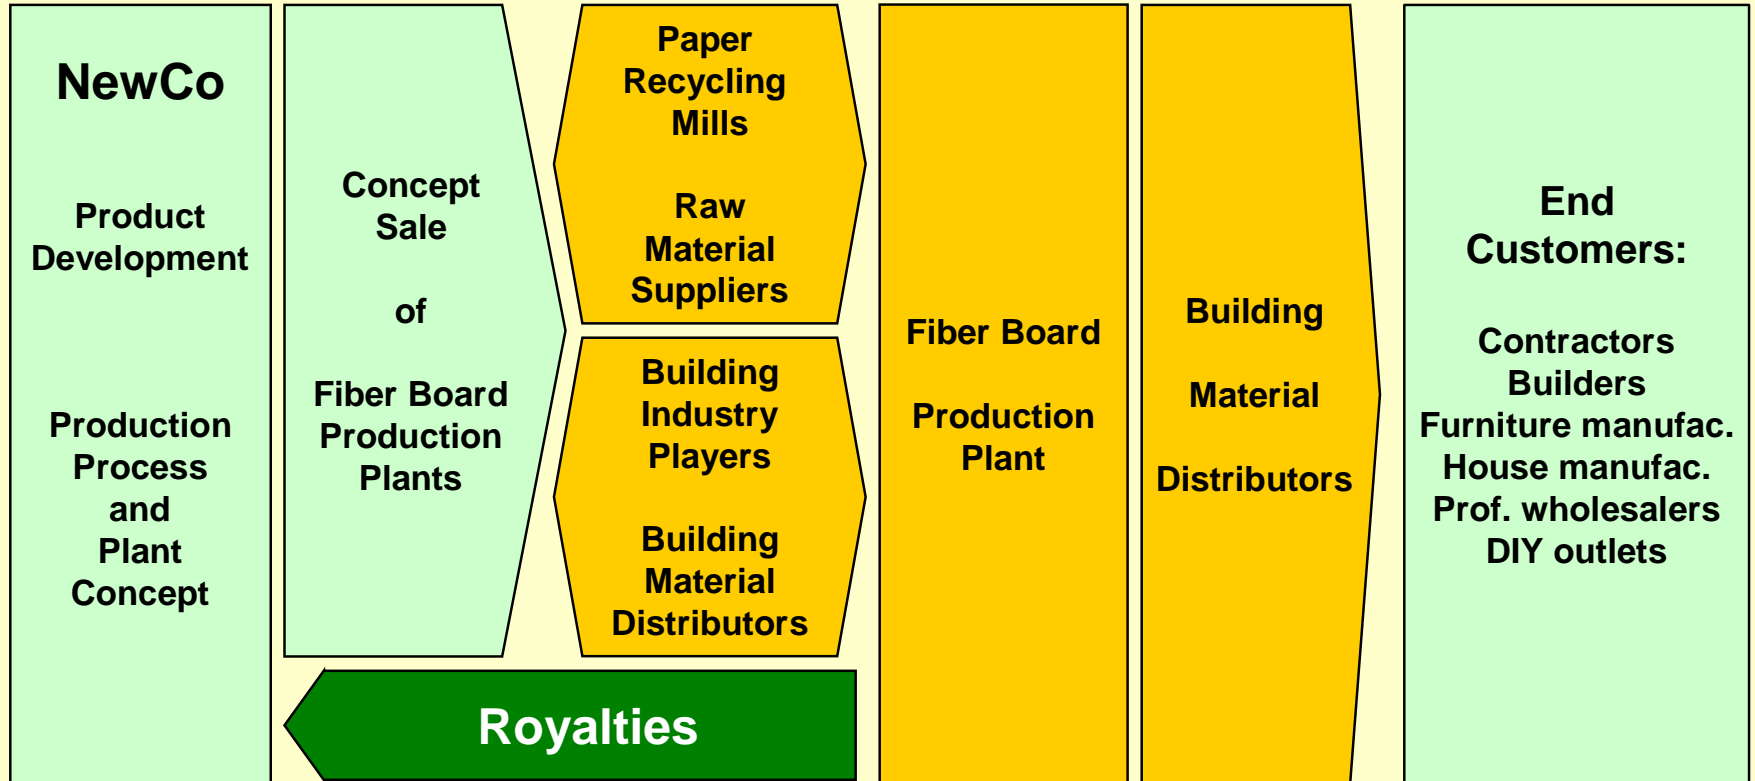 NewCo
Product
Development
Production
Process
and
Plant
Concept
Concept
Sale
of
Fiber Board
Production
Plants
Paper
Recycling
Mills
Raw
Material
Suppliers
Building
Industry
Players
Building
Material
Distributors
Royalties
Fiber Board
Production
Plant
Building
Material
Distributors
End
Customers:
Contractors
Builders
Furniture manufac.
House manufac.
Prof. wholesalers
DIY outlets